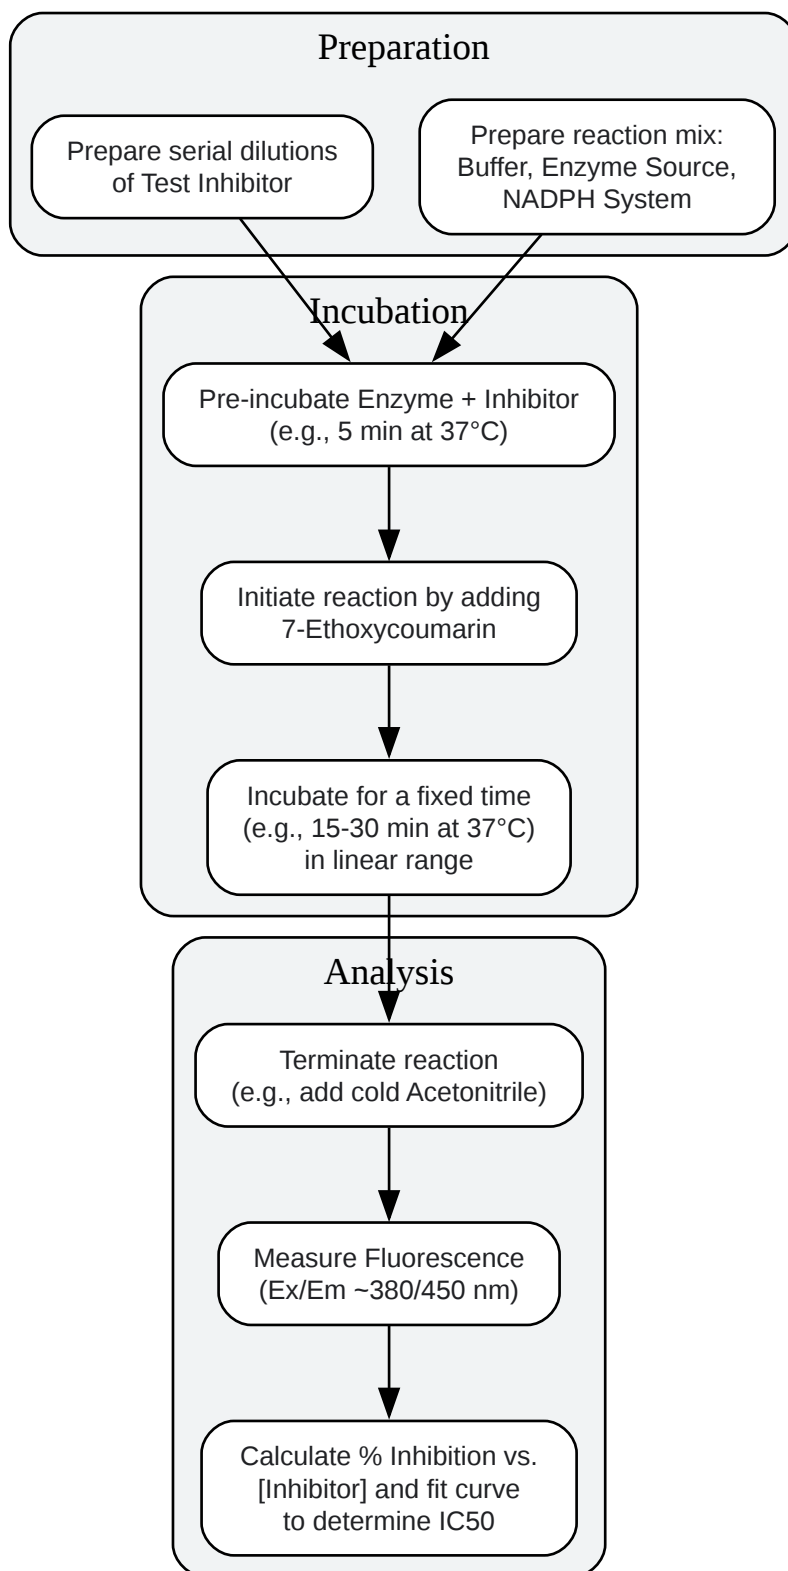 Preparation
Prepare serial dilutions
of Test Inhibitor
Prepare reaction mix:
Buffer, Enzyme Source,
NADPH System
Incubation
Pre-incubate Enzyme + Inhibitor
(e.g., 5 min at 37°C)
Initiate reaction by adding
7-Ethoxycoumarin
Incubate for a fixed time
(e.g., 15-30 min at 37°C)
in linear range
Analysis
Terminate reaction
(e.g., add cold Acetonitrile)
Measure Fluorescence
(Ex/Em ~380/450 nm)
Calculate % Inhibition vs.
[Inhibitor] and fit curve
to determine IC50